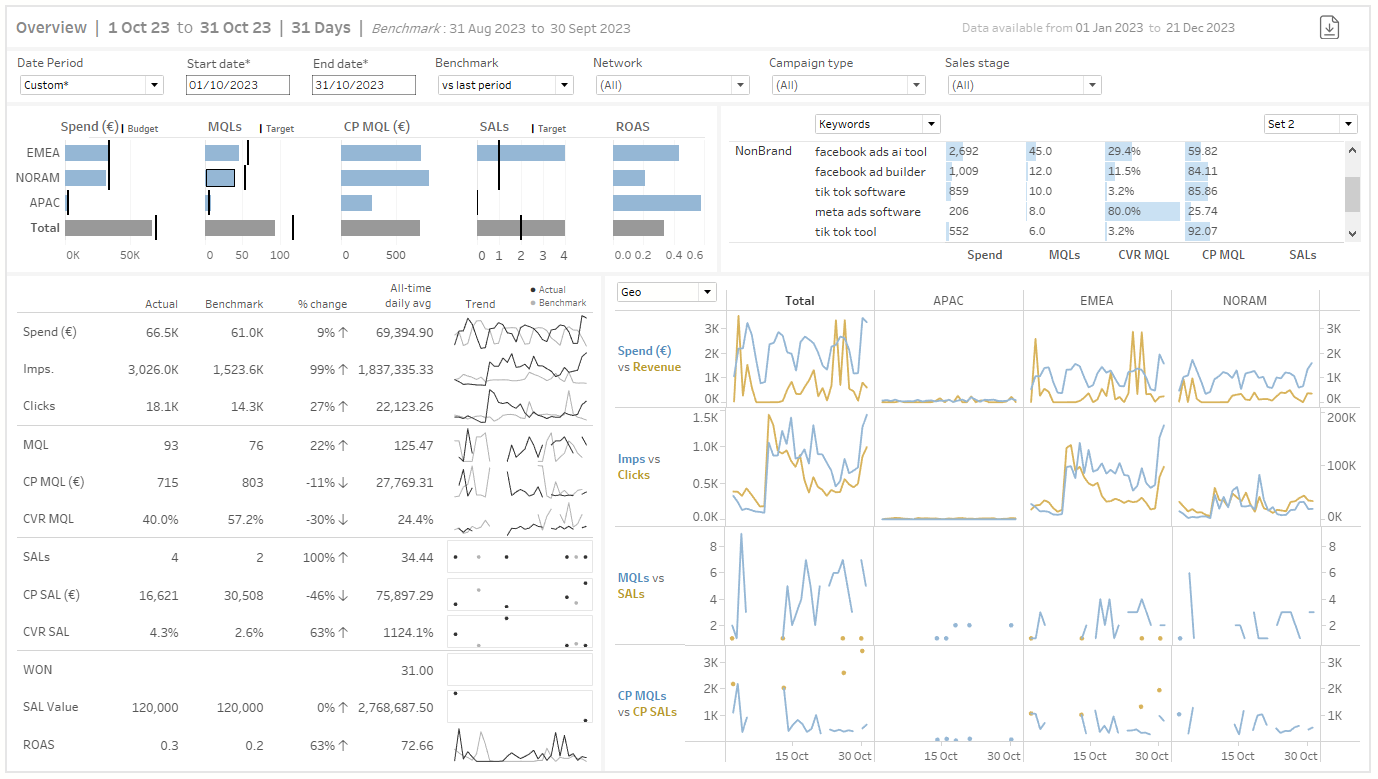 Overview | 1 Oct 23 to 31 Oct 23 | 31 Days | Benchmark : 31 Aug 2023 to 30 Sept 2023
Data available from 01 Jan 2023 to 21 Dec 2023
Date Period Start date* End date* Benchmark Network Campaign type Sales stage
Custom* 01/10/2023 31/10/2023 vs last period (All) (All) (All)
Spend (€) Budget MQLs Target CP MQL (€) SALs Target ROAS
EMEA
NORAM
APAC
Total
0K 50K 0 50 100 0 500 0 1 2 3 4 0.0 0.2 0.4 0.6
Keywords Set 2
NonBrand facebook ads ai tool 2,692 45.0 29.4% 59.82
facebook ad builder 1,009 12.0 11.5% 84.11
tik tok software 859 10.0 3.2% 85.86
meta ads software 206 8.0 80.0% 25.74
tik tok tool 552 6.0 3.2% 92.07
Spend MQLs CVR MQL CP MQL SALs
Actual Benchmark % change All-time
daily avg Trend Actual
Benchmark
Spend (€) 66.5K 61.0K 9% ↑ 69,394.90
Imps. 3,026.0K 1,523.6K 99% ↑ 1,837,335.33
Clicks 18.1K 14.3K 27% ↑ 22,123.26
MQL 93 76 22% ↑ 125.47
CP MQL (€) 715 803 -11% ↓ 27,769.31
CVR MQL 40.0% 57.2% -30% ↓ 24.4%
SALs 4 2 100% ↑ 34.44
CP SAL (€) 16,621 30,508 -46% ↓ 75,897.29
CVR SAL 4.3% 2.6% 63% ↑ 1124.1%
WON 31.00
SAL Value 120,000 120,000 0% ↑ 2,768,687.50
ROAS 0.3 0.2 63% ↑ 72.66
Geo Total APAC EMEA NORAM
Spend (€)
vs Revenue
3K 3K
2K 2K
1K 1K
0K 0K
Imps vs
Clicks
1.5K 200K
1.0K 100K
0.5K
0.0K 0K
MQLs vs
SALs
8 8
6 6
4 4
2 2
CP MQLs
vs CP SALs
3K 3K
2K 2K
1K 1K
15 Oct 30 Oct 15 Oct 30 Oct 15 Oct 30 Oct 15 Oct 30 Oct